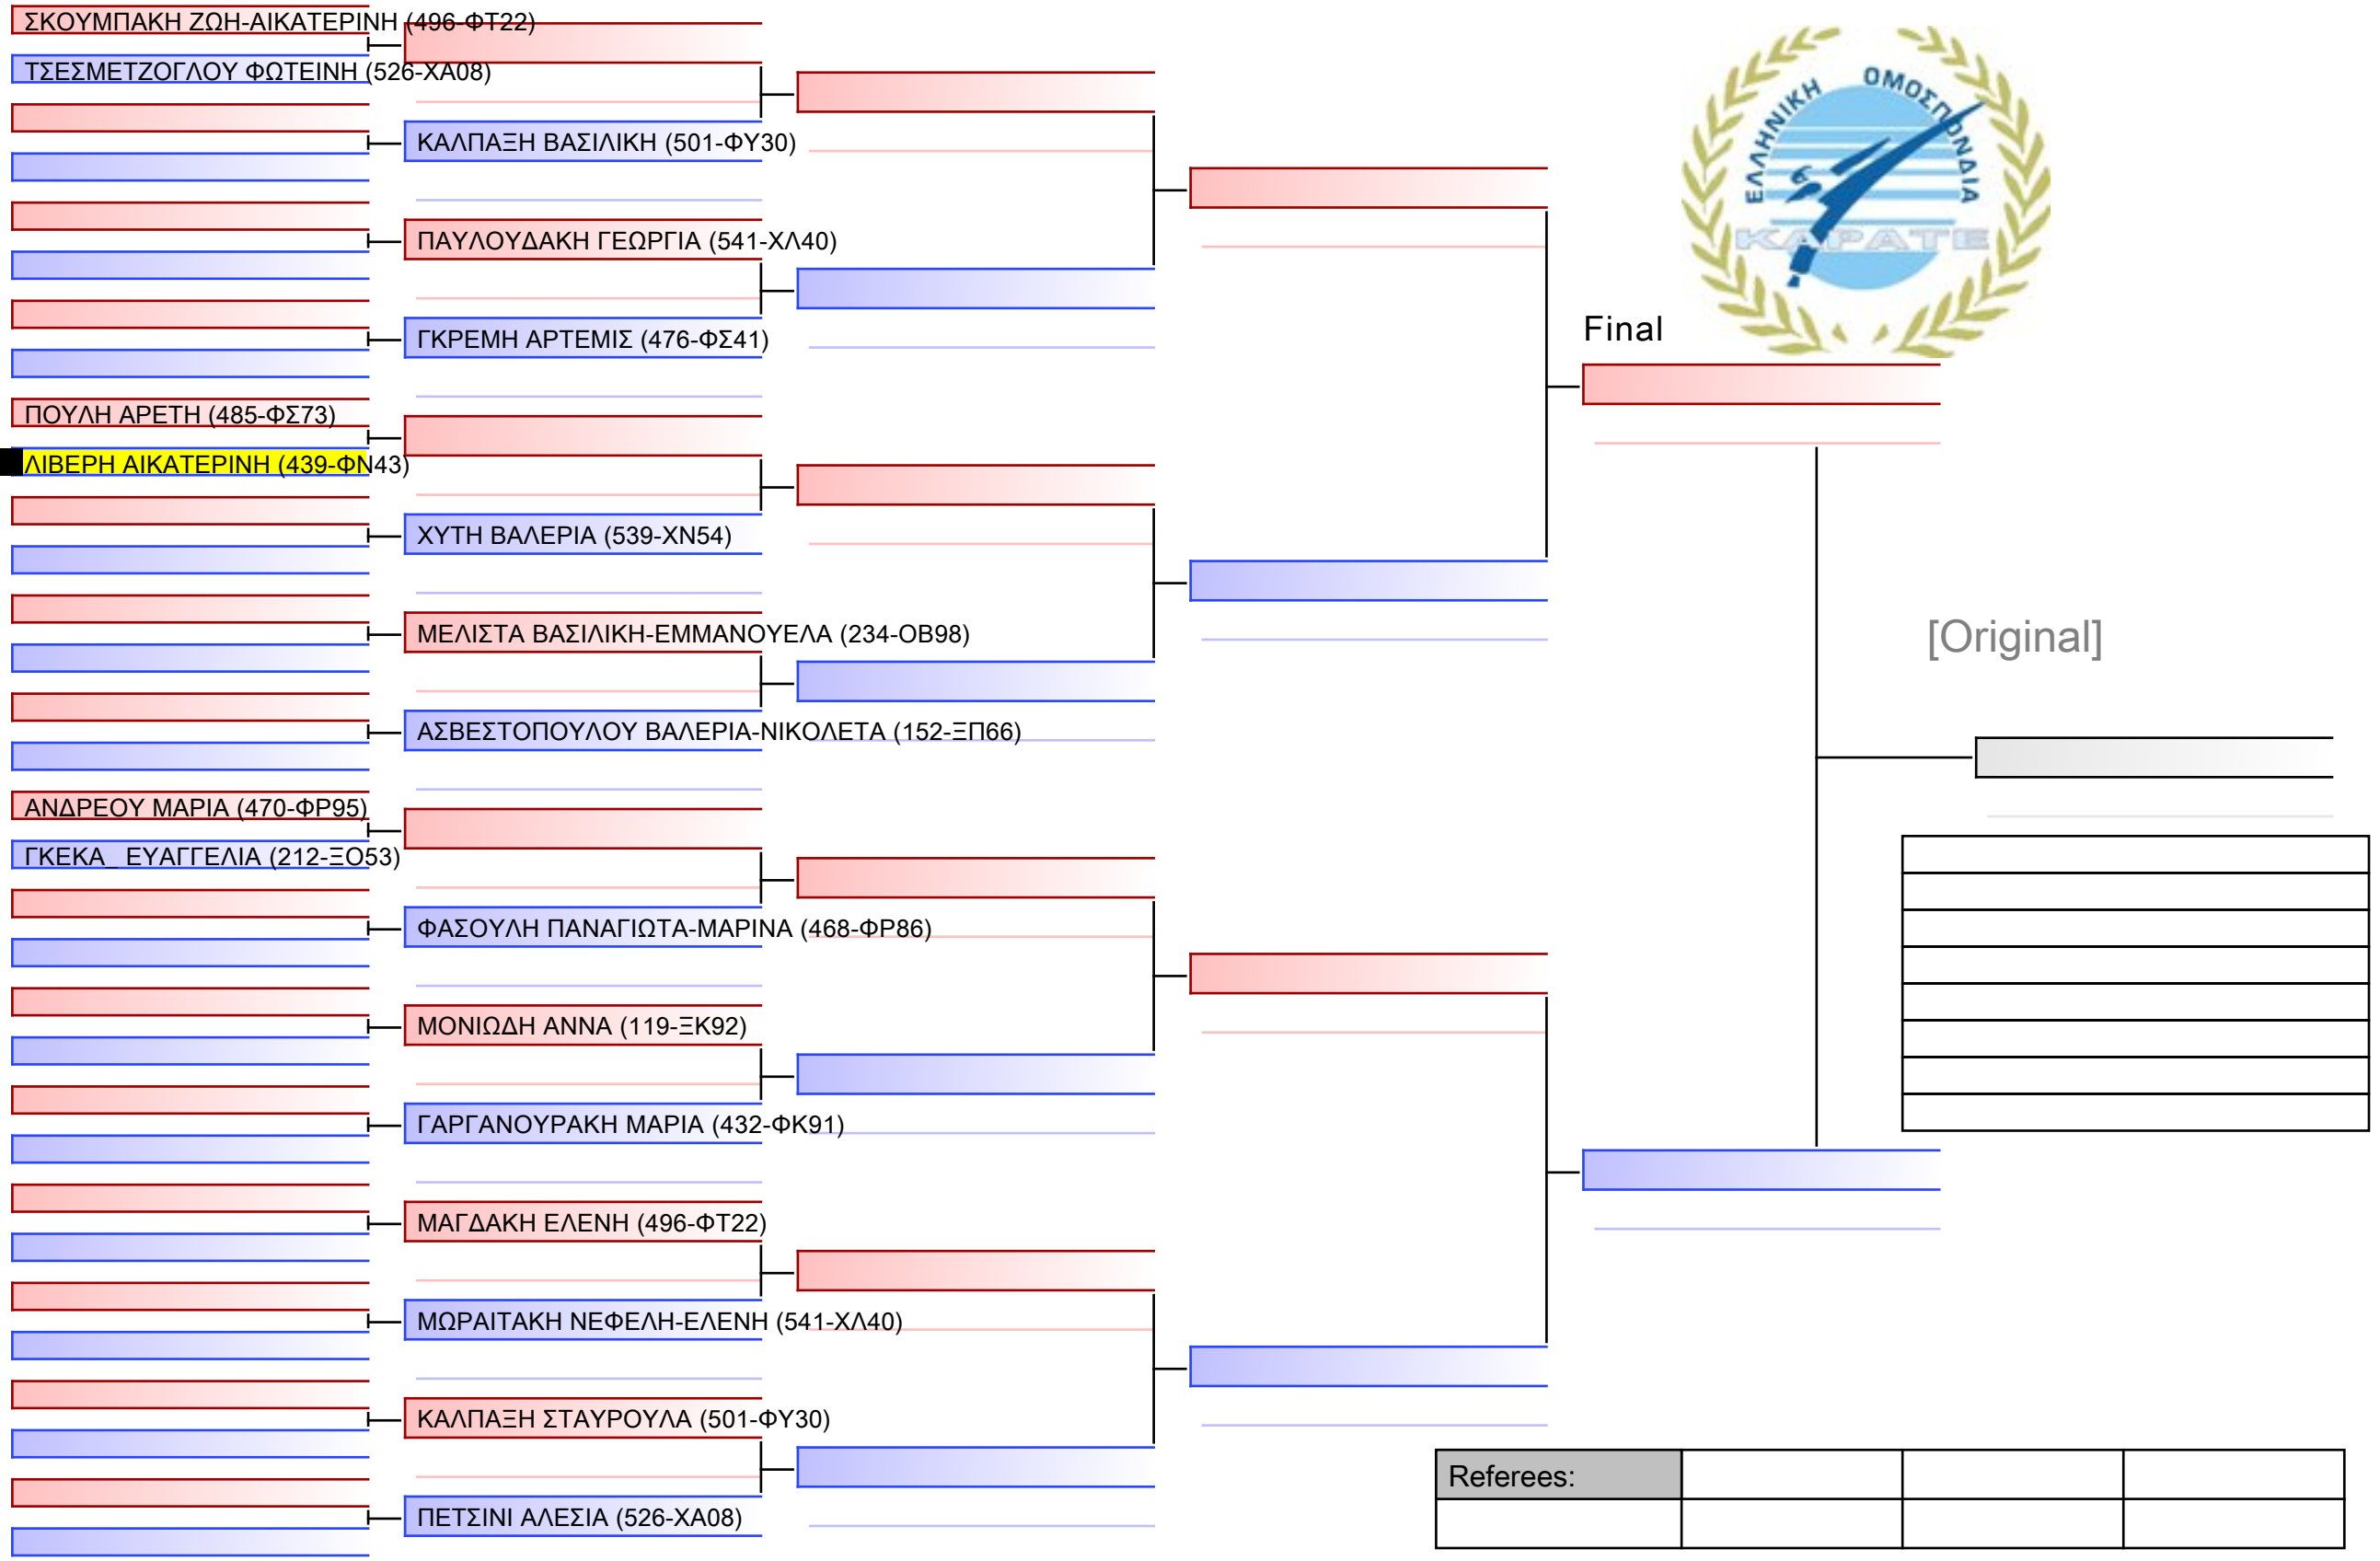 ΣΚΟΥΜΠΑΚΗ ΖΩΗ-ΑΙΚΑΤΕΡΙΝΗ (496-ΦΤ22)
ΤΣΕΣΜΕΤΖΟΓΛΟΥ ΦΩΤΕΙΝΗ (526-ΧΑ08)
ΚΑΛΠΑΞΗ ΒΑΣΙΛΙΚΗ (501-ΦΥ30)
ΠΑΥΛΟΥΔΑΚΗ ΓΕΩΡΓΙΑ (541-ΧΛ40)
ΓΚΡΕΜΗ ΑΡΤΕΜΙΣ (476-ΦΣ41)
ΠΟΥΛΗ ΑΡΕΤΗ (485-ΦΣ73)
ΛΙΒΕΡΗ ΑΙΚΑΤΕΡΙΝΗ (439-ΦΝ43)
ΧΥΤΗ ΒΑΛΕΡΙΑ (539-ΧΝ54)
ΜΕΛΙΣΤΑ ΒΑΣΙΛΙΚΗ-ΕΜΜΑΝΟΥΕΛΑ (234-ΟΒ98)
ΑΣΒΕΣΤΟΠΟΥΛΟΥ ΒΑΛΕΡΙΑ-ΝΙΚΟΛΕΤΑ (152-ΞΠ66)
ΑΝΔΡΕΟΥ ΜΑΡΙΑ (470-ΦΡ95)
ΓΚΕΚΑ_ ΕΥΑΓΓΕΛΙΑ (212-ΞΟ53)
ΦΑΣΟΥΛΗ ΠΑΝΑΓΙΩΤΑ-ΜΑΡΙΝΑ (468-ΦΡ86)
ΜΟΝΙΩΔΗ ΑΝΝΑ (119-ΞΚ92)
ΓΑΡΓΑΝΟΥΡΑΚΗ ΜΑΡΙΑ (432-ΦΚ91)
ΜΑΓΔΑΚΗ ΕΛΕΝΗ (496-ΦΤ22)
ΜΩΡΑΙΤΑΚΗ ΝΕΦΕΛΗ-ΕΛΕΝΗ (541-ΧΛ40)
ΚΑΛΠΑΞΗ ΣΤΑΥΡΟΥΛΑ (501-ΦΥ30)
ΠΕΤΣΙΝΙ ΑΛΕΣΙΑ (526-ΧΑ08)
ΕΛΛΗΝΙΚΗ ΟΜΟΣΠΟΝΔΙΑ
ΚΑΡΑΤΕ
Final
[Original]
Referees: